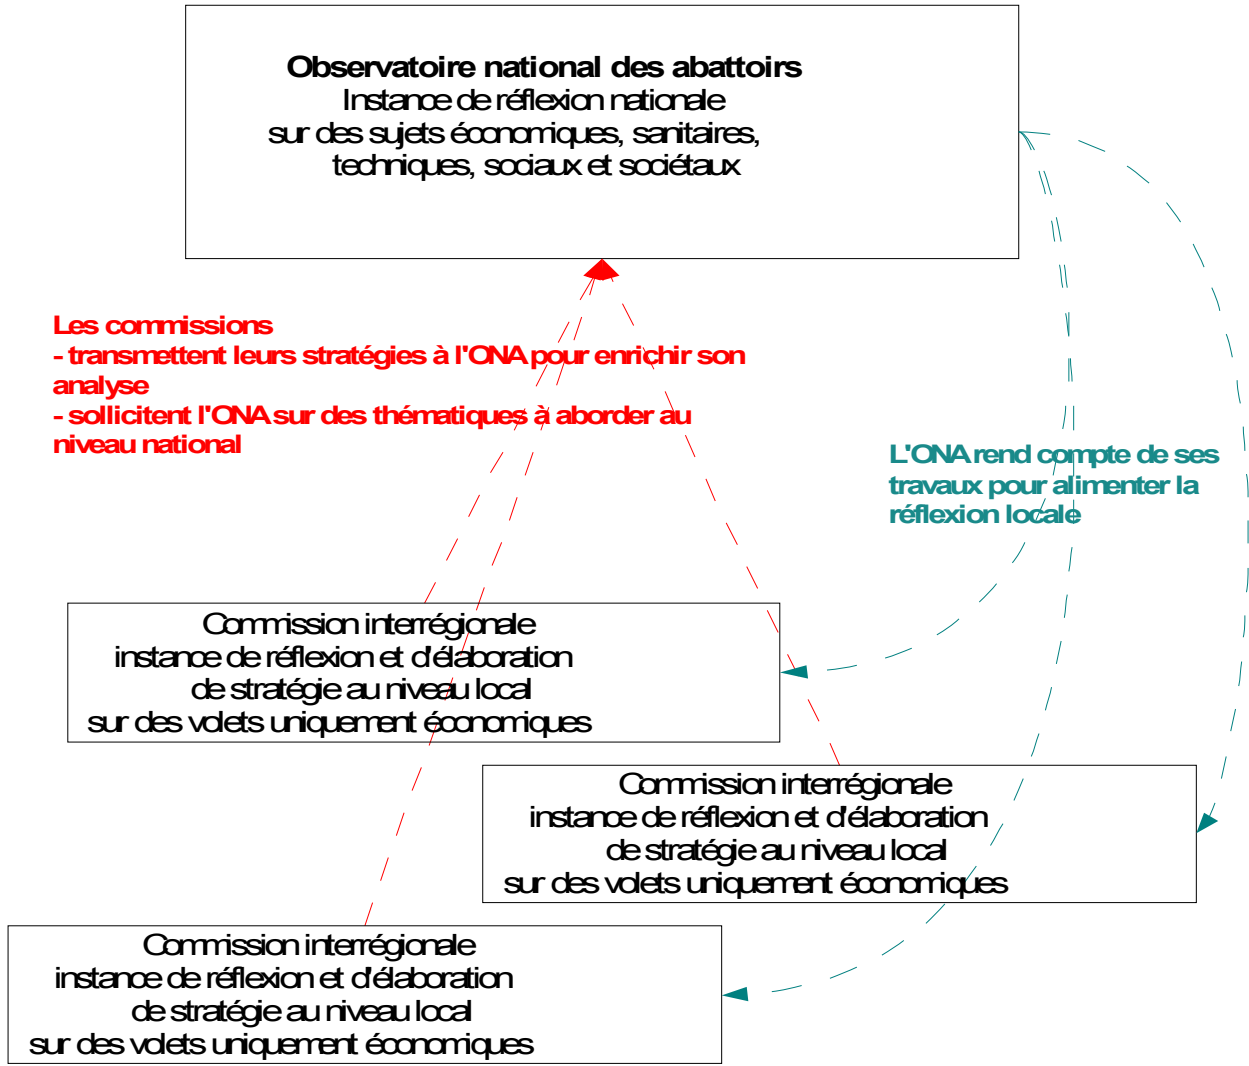 Observatoire national des abattoirs
Instance de réflexion nationale
sur des sujets économiques, sanitaires,
techniques, sociaux et sociétaux
Les commissions
- transmettent leurs stratégies à l'ONA pour enrichir son
analyse
- sollicitent l'ONA sur des thématiques à aborder au
niveau national
L'ONA rend compte de ses
travaux pour alimenter la
réflexion locale
Commission interrégionale
instance de réflexion et d'élaboration
de stratégie au niveau local
sur des volets uniquement économiques
Commission interrégionale
instance de réflexion et d'élaboration
de stratégie au niveau local
sur des volets uniquement économiques
Commission interrégionale
instance de réflexion et d'élaboration
de stratégie au niveau local
sur des volets uniquement économiques